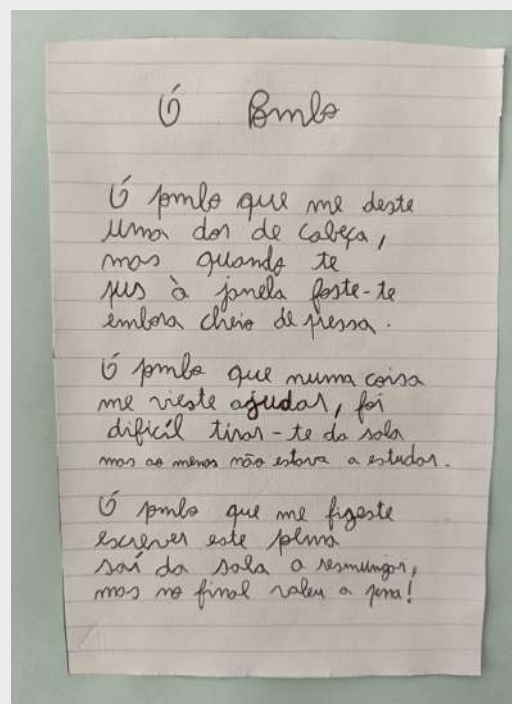 Ó Pombo
Ó pombo que me deste
uma dor de cabeça,
mas quando te
pus à janela foste-te
embora cheio de pressa.
Ó pombo que numa coisa
me vieste ajudar, foi
dificíl tirar-te da sala
mas ao menos não estava a estudar.
Ó pombo que me fizeste
escrever este poema
saí da sala a resmungar,
mas no final valeu a pena!